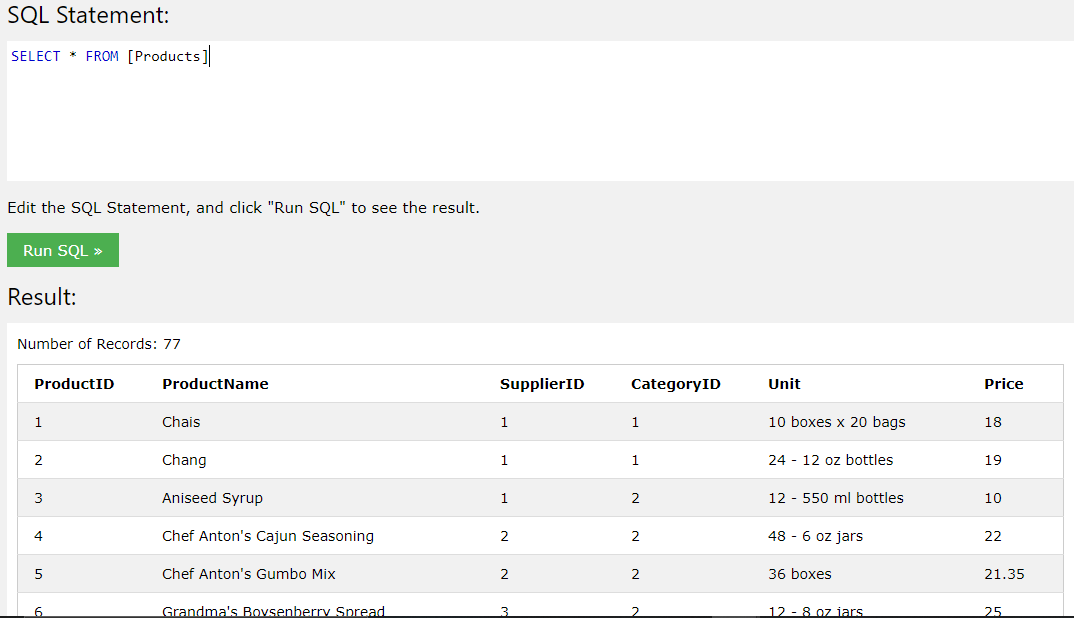 SQL Statement:
SELECT * FROM [Products]
Edit the SQL Statement, and click "Run SQL" to see the result.
Run SQL »
Result:
Number of Records: 77
ProductID ProductName SupplierID CategoryID Unit Price
1 Chais 1 1 10 boxes x 20 bags 18
2 Chang 1 1 24 - 12 oz bottles 19
3 Aniseed Syrup 1 2 12 - 550 ml bottles 10
4 Chef Anton's Cajun Seasoning 2 2 48 - 6 oz jars 22
5 Chef Anton's Gumbo Mix 2 2 36 boxes 21.35
6 Grandma's Boysenberry Spread 3 2 12 - 8 oz jars 25